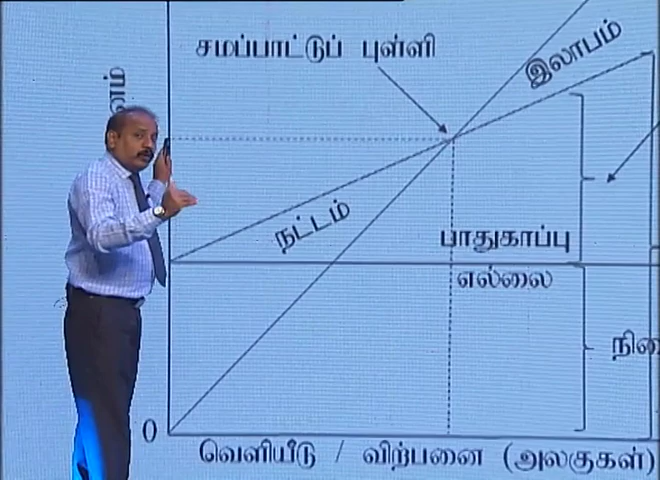 சமப்பாட்டுப் புள்ளி
இலாபம்
நட்டம்
பாதுகாப்பு
எல்லை
0
வெளியீடு / விற்பனை (அலகுகள்)